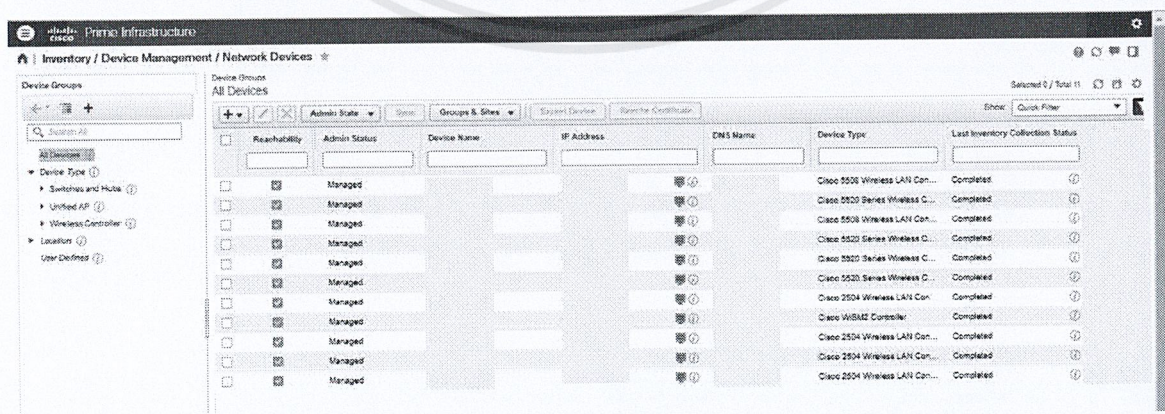 cisco Prime Infrastructure
Inventory / Device Management / Network Devices
Device Groups
Search All
All Devices
Device Type
Switches and Hubs
Unified AP
Wireless Controller
Location
User Defined
Device Groups
All Devices
Selected 0 / Total 11
Admin State Sync Groups & Sites Export Device Show: Quick Filter
Reachability Admin Status Device Name IP Address DNS Name Device Type Last Inventory Collection Status
Managed Cisco 5508 Wireless LAN Con... Completed
Managed Cisco 5520 Series Wireless C... Completed
Managed Cisco 5508 Wireless LAN Con... Completed
Managed Cisco 5520 Series Wireless C... Completed
Managed Cisco 5520 Series Wireless C... Completed
Managed Cisco 5520 Series Wireless C... Completed
Managed Cisco 2504 Wireless LAN Con Completed
Managed Cisco WiSM2 Controller Completed
Managed Cisco 2504 Wireless LAN Con... Completed
Managed Cisco 2504 Wireless LAN Con... Completed
Managed Cisco 2504 Wireless LAN Con... Completed